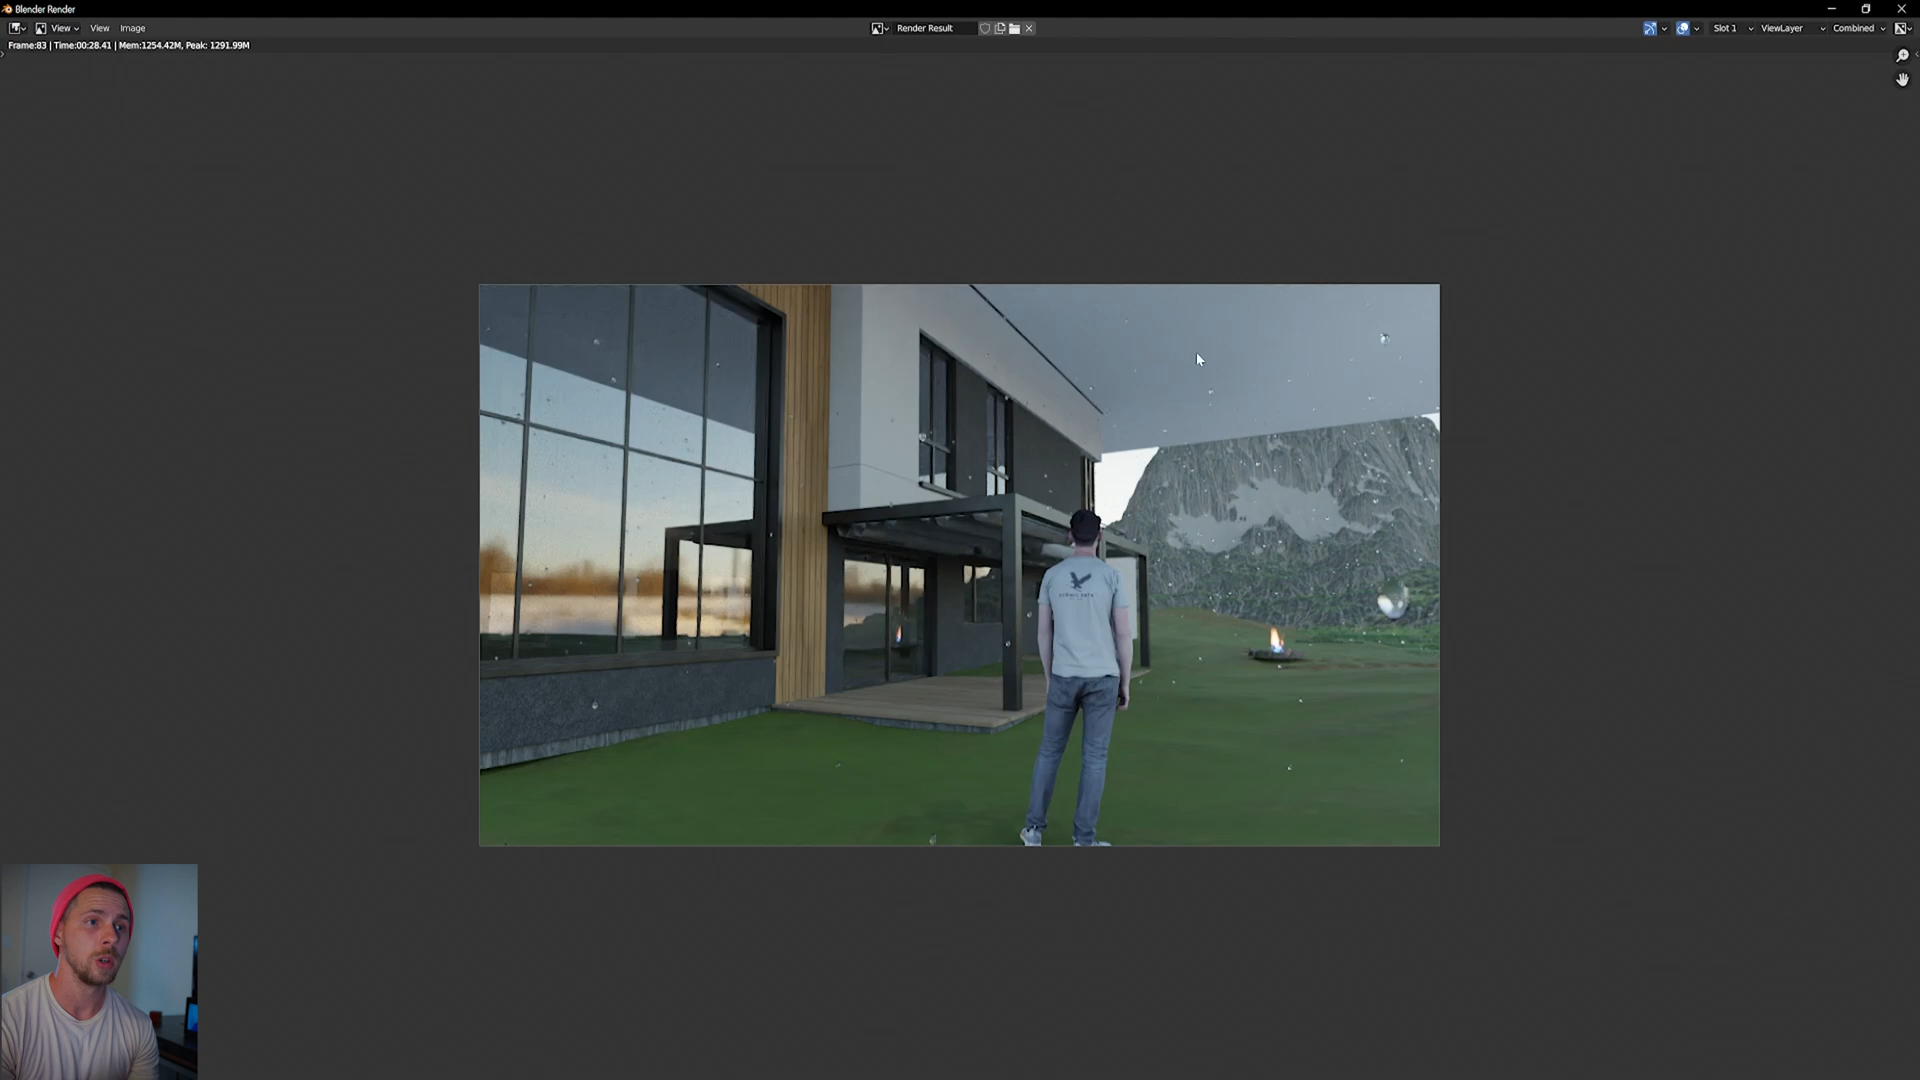 Blender Render
View
View
Image
Render Result
Slot 1
ViewLayer
Combined
Frame:83 | Time:00:28.41 | Mem:1254.42M, Peak: 1291.99M